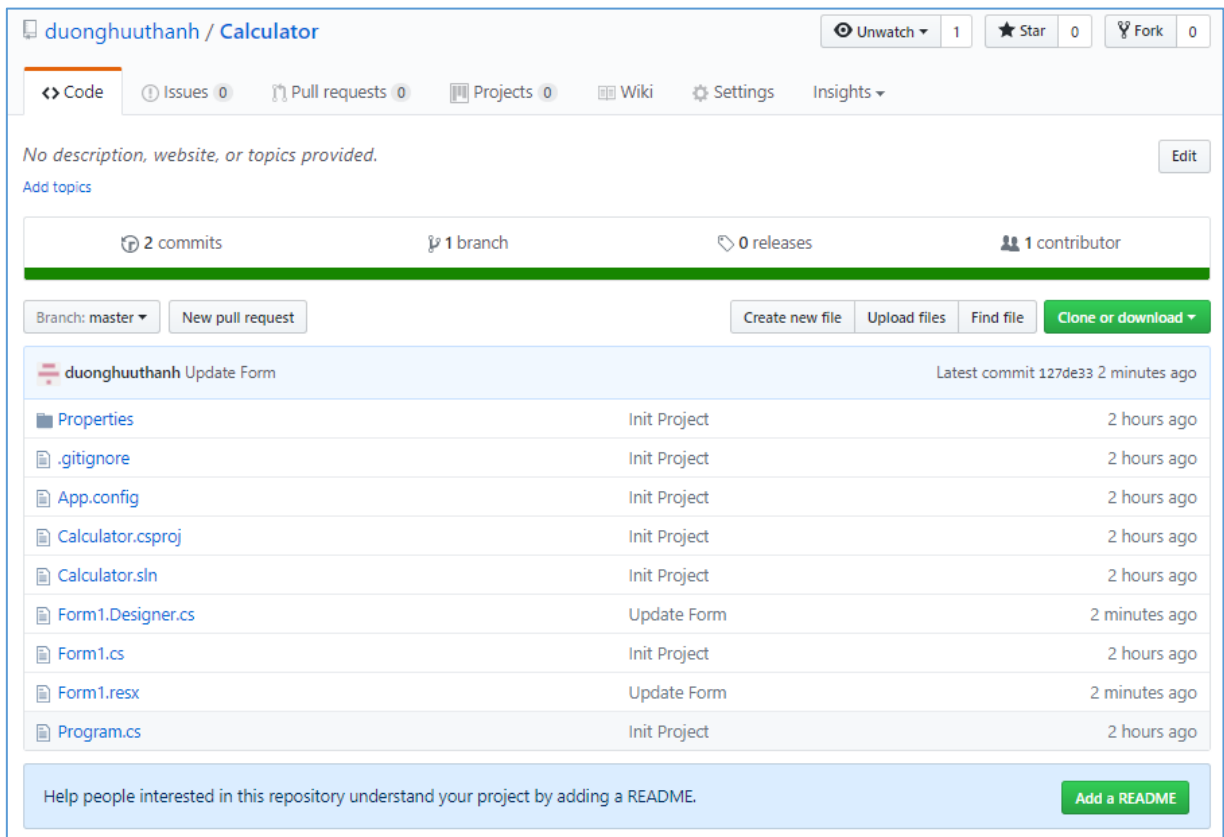 duonghuuthanh / Calculator Unwatch 1 Star 0 Fork 0
Code Issues 0 Pull requests 0 Projects 0 Wiki Settings Insights
No description, website, or topics provided. Edit
Add topics
2 commits 1 branch 0 releases 1 contributor
Branch: master New pull request Create new file Upload files Find file Clone or download
duonghuuthanh Update Form Latest commit 127de33 2 minutes ago
Properties Init Project 2 hours ago
.gitignore Init Project 2 hours ago
App.config Init Project 2 hours ago
Calculator.csproj Init Project 2 hours ago
Calculator.sln Init Project 2 hours ago
Form1.Designer.cs Update Form 2 minutes ago
Form1.cs Init Project 2 hours ago
Form1.resx Update Form 2 minutes ago
Program.cs Init Project 2 hours ago
Help people interested in this repository understand your project by adding a README. Add a README